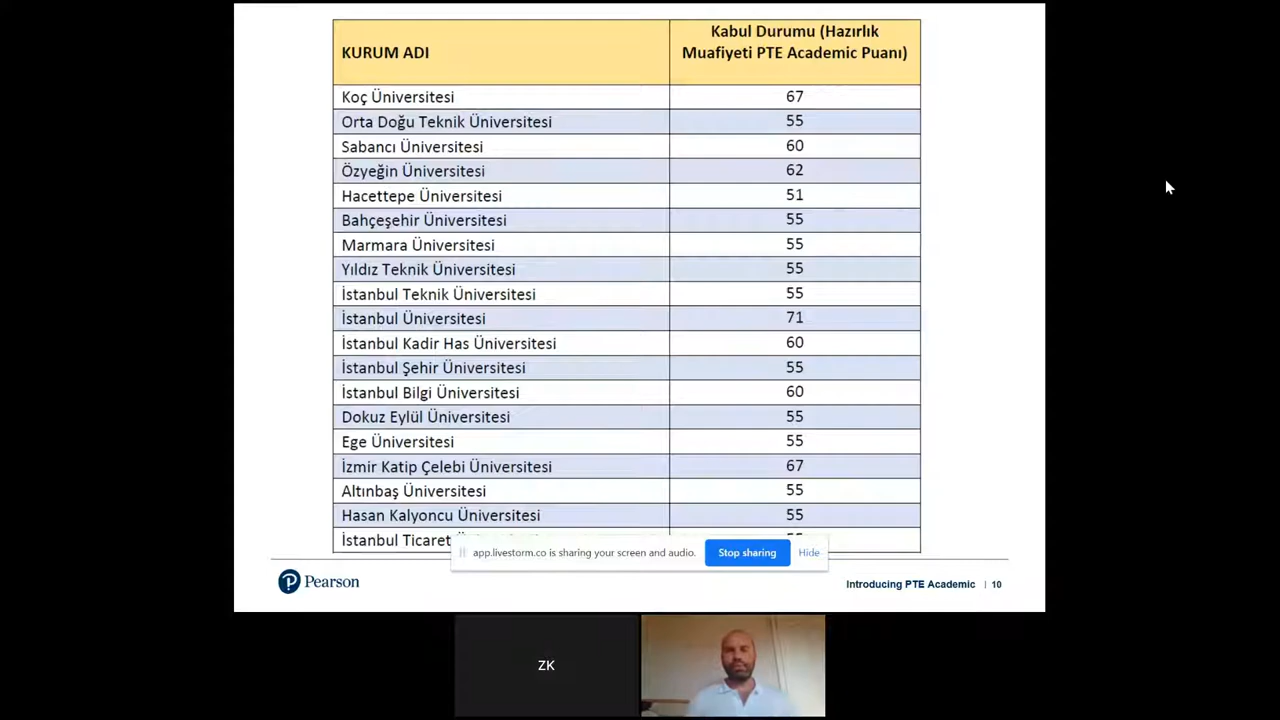 KURUM ADI
Kabul Durumu (Hazırlık
Muafiyeti PTE Academic Puanı)
Koç Üniversitesi 67
Orta Doğu Teknik Üniversitesi 55
Sabancı Üniversitesi 60
Özyeğin Üniversitesi 62
Hacettepe Üniversitesi 51
Bahçeşehir Üniversitesi 55
Marmara Üniversitesi 55
Yıldız Teknik Üniversitesi 55
İstanbul Teknik Üniversitesi 55
İstanbul Üniversitesi 71
İstanbul Kadir Has Üniversitesi 60
İstanbul Şehir Üniversitesi 55
İstanbul Bilgi Üniversitesi 60
Dokuz Eylül Üniversitesi 55
Ege Üniversitesi 55
İzmir Katip Çelebi Üniversitesi 67
Altınbaş Üniversitesi 55
Hasan Kalyoncu Üniversitesi 55
İstanbul Ticaret
app.livestorm.co is sharing your screen and audio. Stop sharing Hide
Pearson
Introducing PTE Academic | 10
ZK